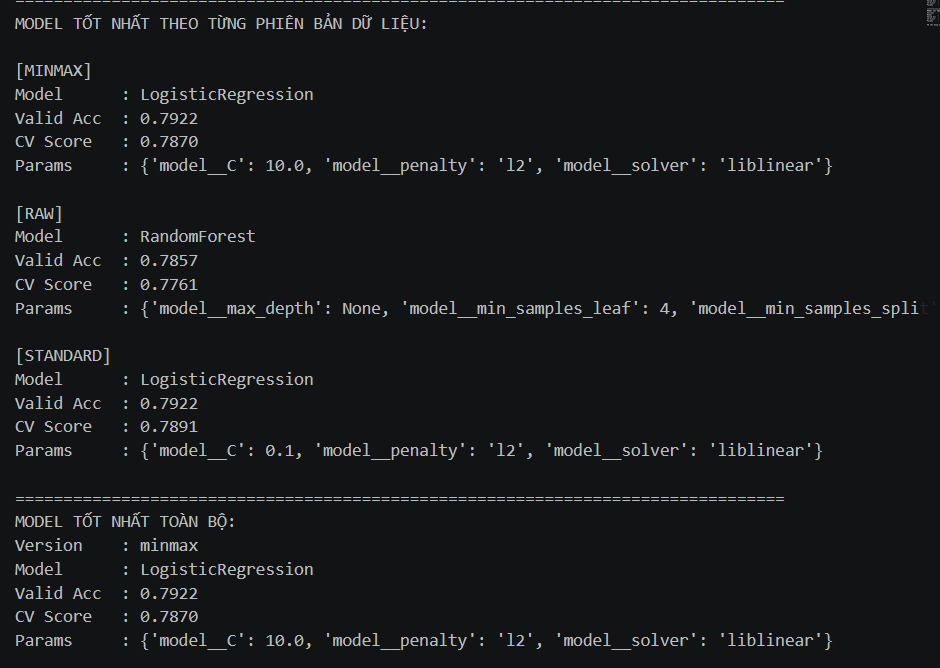 ================================================================================
MODEL TỐT NHẤT THEO TỪNG PHIÊN BẢN DỮ LIỆU:
[MINMAX]
Model      : LogisticRegression
Valid Acc  : 0.7922
CV Score   : 0.7870
Params     : {'model__C': 10.0, 'model__penalty': 'l2', 'model__solver': 'liblinear'}
[RAW]
Model      : RandomForest
Valid Acc  : 0.7857
CV Score   : 0.7761
Params     : {'model__max_depth': None, 'model__min_samples_leaf': 4, 'model__min_samples_split'
[STANDARD]
Model      : LogisticRegression
Valid Acc  : 0.7922
CV Score   : 0.7891
Params     : {'model__C': 0.1, 'model__penalty': 'l2', 'model__solver': 'liblinear'}
================================================================================
MODEL TỐT NHẤT TOÀN BỘ:
Version    : minmax
Model      : LogisticRegression
Valid Acc  : 0.7922
CV Score   : 0.7870
Params     : {'model__C': 10.0, 'model__penalty': 'l2', 'model__solver': 'liblinear'}